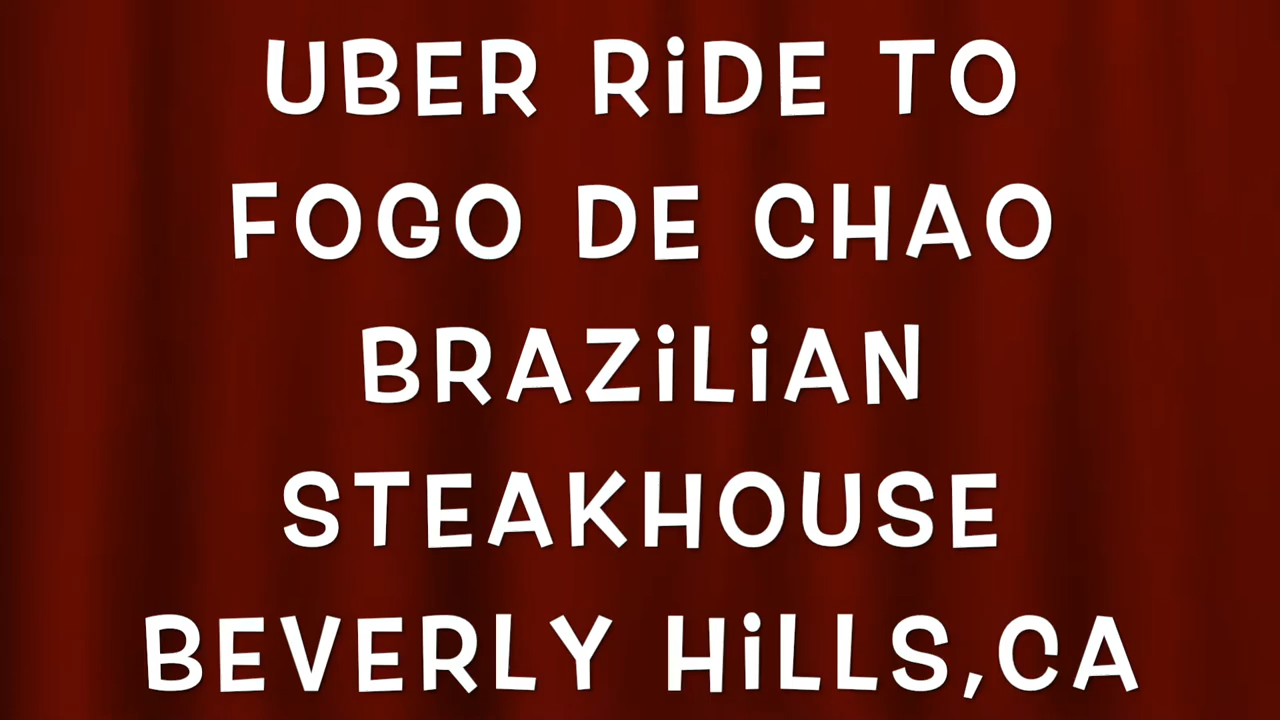 UBER RiDE TO
FOGO DE CHAO
BRAZiLiAN
STEAKHOUSE
BEVERLY HiLLS,CA